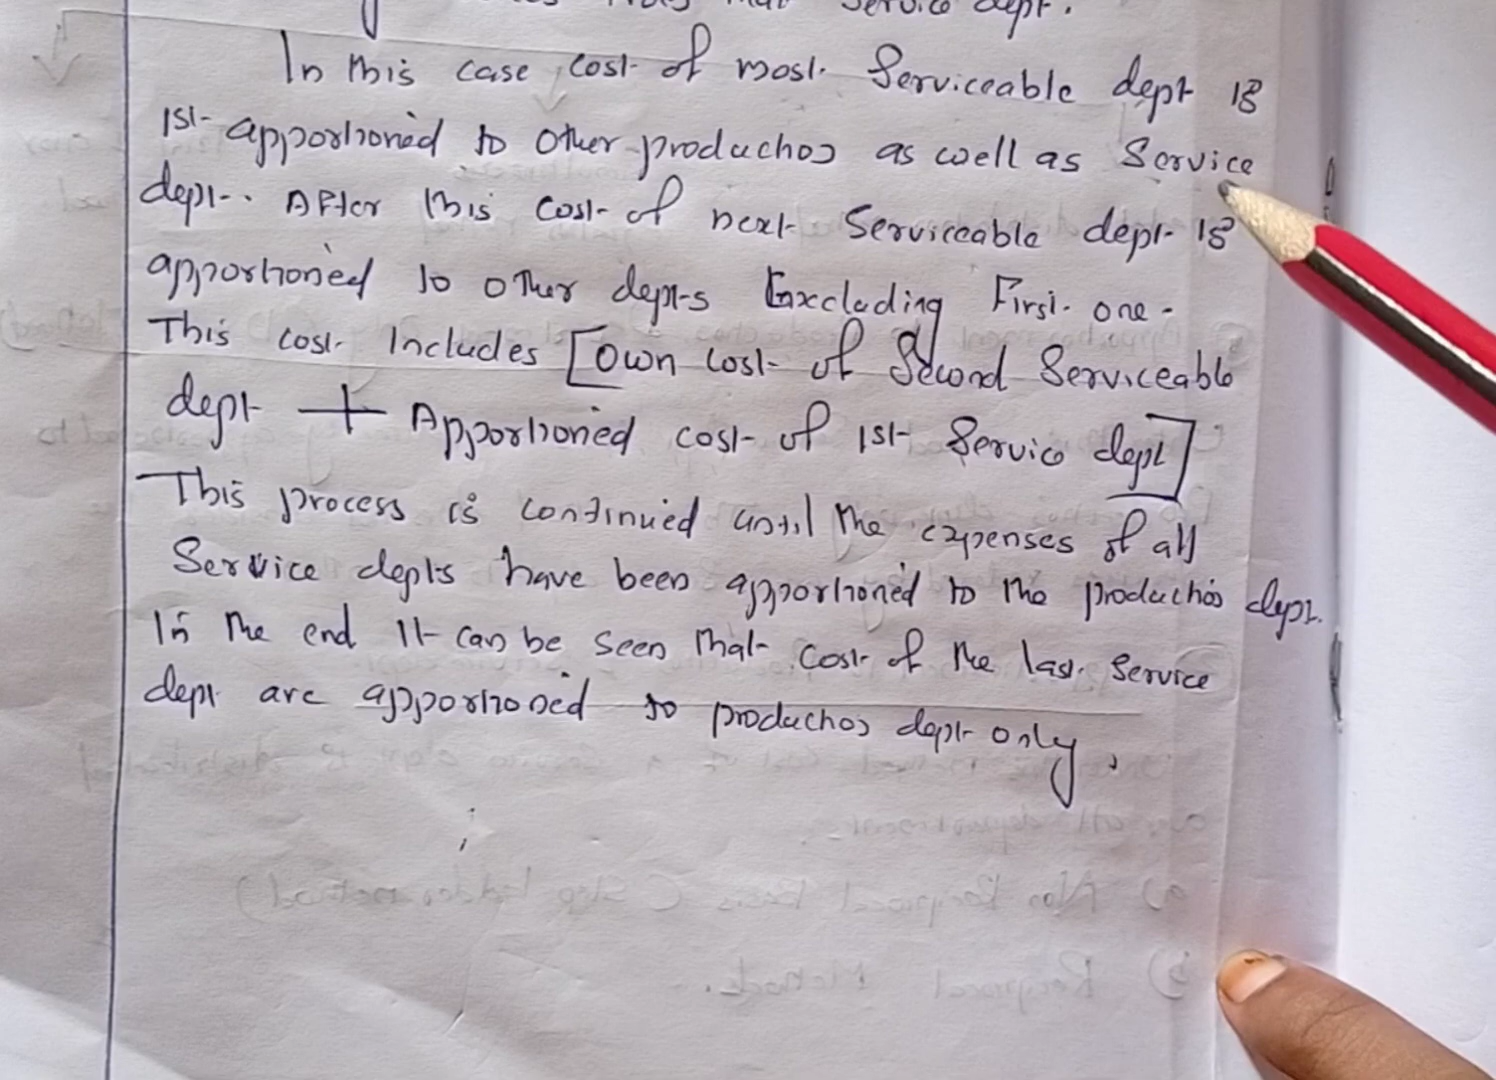 service dept.
In this case cost of most Serviceable dept is
1st apportioned to other production as well as Service
dept. After this cost of next Serviceable dept is
apportioned to other depts Excluding First one.
This cost Includes [Own cost of Second Serviceable
dept + Apportioned cost of 1st Service dept]
This process is continued until the expenses of all
Service depts have been apportioned to the production dept.
In the end It can be seen that cost of the last Service
dept are apportioned to production dept only.